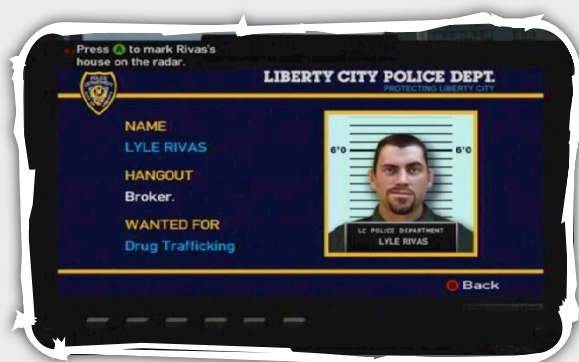 Press A to mark Rivas's
house on the radar.
LIBERTY CITY POLICE DEPT.
PROTECTING LIBERTY CITY
NAME
LYLE RIVAS
HANGOUT
Broker.
WANTED FOR
Drug Trafficking
6'0 6'0
LC POLICE DEPARTMENT
LYLE RIVAS
B Back